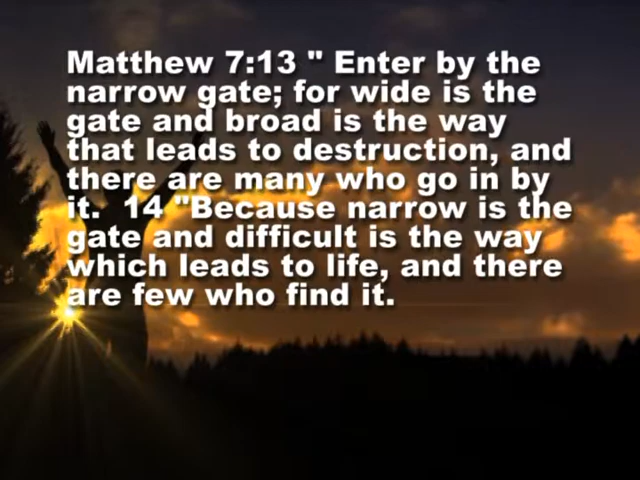 Matthew 7:13 " Enter by the
narrow gate; for wide is the
gate and broad is the way
that leads to destruction, and
there are many who go in by
it.  14 "Because narrow is the
gate and difficult is the way
which leads to life, and there
are few who find it.